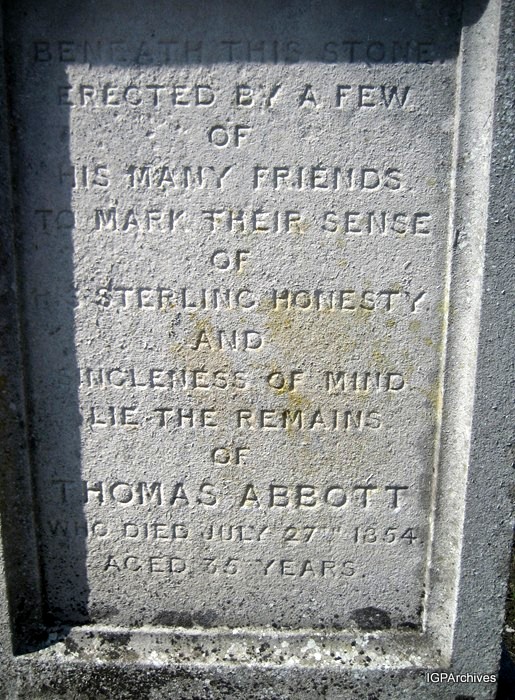 BENEATH THIS STONE
ERECTED BY A FEW
OF
HIS MANY FRIENDS
TO MARK THEIR SENSE
OF
HIS STERLING HONESTY
AND
SINGLENESS OF MIND
LIE THE REMAINS
OF
THOMAS ABBOTT
WHO DIED JULY 27TH 1854
AGED 35 YEARS.
IGPArchives